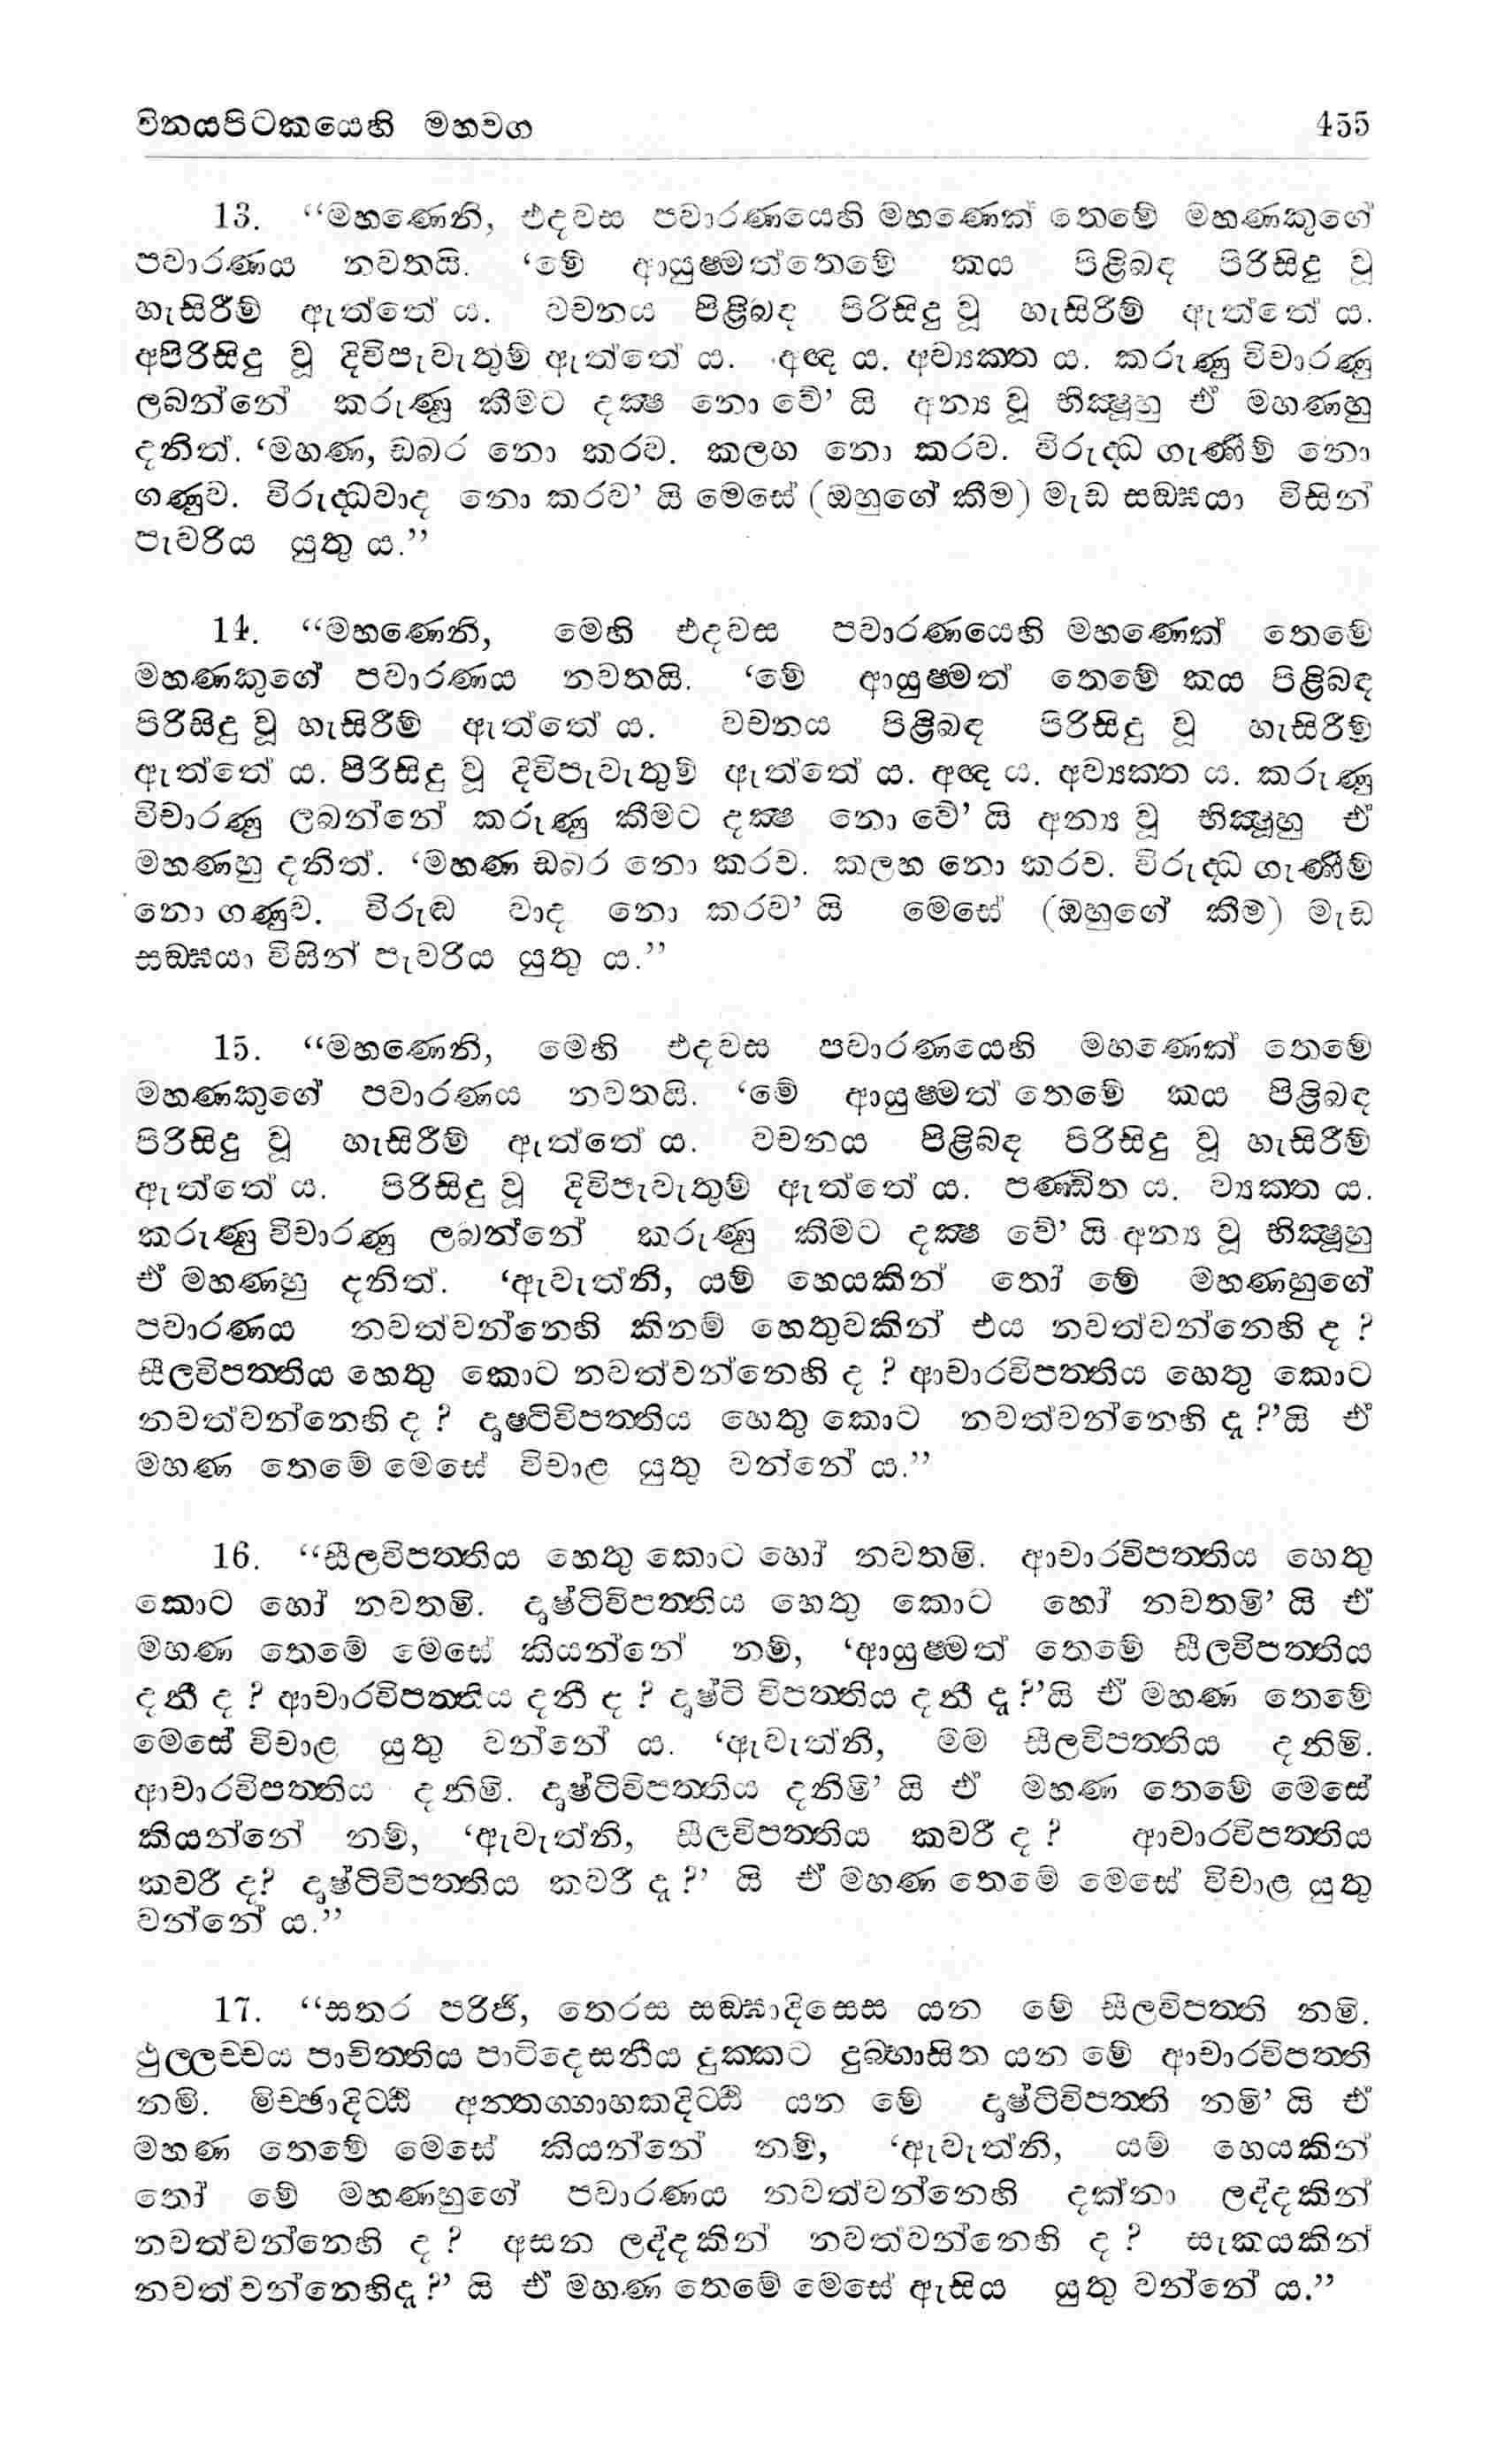 විනයපිටකයෙහි මහවග 455
13. “මහණෙනි, එදවස පවාරණයෙහි මහණෙක් තෙමේ මහණකුගේ
පවාරණය නවතයි. ‘මේ ආයුෂ්මත්තෙමේ කය පිළිබඳ පිරිසිදු වූ
හැසිරීම් ඇත්තේ ය. වචනය පිළිබඳ පිරිසිදු වූ හැසිරීම් ඇත්තේ ය.
අපිරිසිදු වූ දිවිපැවැතුම් ඇත්තේ ය. අඥ ය. අව්‍යක්ත ය. කරුණු විචාරණු
ලබන්නේ කරුණු කීමට දක්ෂ නො වේ’ යි අන්‍ය වූ භික්ෂූහු ඒ මහණහු
දනිත්. ‘මහණ, ඩබර නො කරව. කලහ නො කරව. විරුද්ධ ගැණීම් නො
ගණුව. විරුද්ධවාද නො කරව’ යි මෙසේ (ඔහුගේ කීම) මැඩ සඞ්ඝයා විසින්
පැවරිය යුතු ය.”
14. “මහණෙනි, මෙහි එදවස පවාරණයෙහි මහණෙක් තෙමේ
මහණකුගේ පවාරණය නවතයි. ‘මේ ආයුෂ්මත් තෙමේ කය පිළිබඳ
පිරිසිදු වූ හැසිරීම් ඇත්තේ ය. වචනය පිළිබඳ පිරිසිදු වූ හැසිරීම්
ඇත්තේ ය. පිරිසිදු වූ දිවිපැවැතුම් ඇත්තේ ය. අඥ ය. අව්‍යක්ත ය. කරුණු
විචාරණු ලබන්නේ කරුණු කීමට දක්ෂ නො වේ’ යි අන්‍ය වූ භික්ෂූහු ඒ
මහණහු දනිත්. ‘මහණ ඩබර නො කරව. කලහ නො කරව. විරුද්ධ ගැණීම්
නො ගණුව. විරුඬ වාද නො කරව’ යි මෙසේ (ඔහුගේ කීම) මැඩ
සඞ්ඝයා විසින් පැවරිය යුතු ය.”
15. “මහණෙනි, මෙහි එදවස පවාරණයෙහි මහණෙක් තෙමේ
මහණකුගේ පවාරණය නවතයි. ‘මේ ආයුෂ්මත් තෙමේ කය පිළිබඳ
පිරිසිදු වූ හැසිරීම් ඇත්තේ ය. වචනය පිළිබඳ පිරිසිදු වූ හැසිරීම්
ඇත්තේ ය. පිරිසිදු වූ දිවිපැවැතුම් ඇත්තේ ය. පණ්ඩිත ය. ව්‍යක්ත ය.
කරුණු විචාරණු ලබන්නේ කරුණු කීමට දක්ෂ වේ’ යි අන්‍ය වූ භික්ෂූහු
ඒ මහණහු දනිත්. ‘ඇවැත්නි, යම් හෙයකින් තෝ මේ මහණහුගේ
පවාරණය නවත්වන්නෙහි කිනම් හෙතුවකින් එය නවත්වන්නෙහි ද ?
සීලවිපත්තිය හෙතු කොට නවත්වන්නෙහි ද ? ආචාරවිපත්තිය හෙතු කොට
නවත්වන්නෙහි ද ? දෘෂ්ටිවිපත්තිය හෙතු කොට නවත්වන්නෙහි දැ ?’යි ඒ
මහණ තෙමේ මෙසේ විචාළ යුතු වන්නේ ය.”
16. “සීලවිපත්තිය හෙතු කොට හෝ නවතමි. ආචාරවිපත්තිය හෙතු
කොට හෝ නවතමි. දෘෂ්ටිවිපත්තිය හෙතු කොට හෝ නවතමි’ යි ඒ
මහණ තෙමේ මෙසේ කියන්නේ නම්, ‘ආයුෂ්මත් තෙමේ සීලවිපත්තිය
දනී ද ? ආචාරවිපත්තිය දනී ද ? දෘෂ්ටි විපත්තිය දනී දැ ?’යි ඒ මහණ තෙමේ
මෙසේ විචාළ යුතු වන්නේ ය. ‘ඇවැත්නි, මම සීලවිපත්තිය දනිමි.
ආචාරවිපත්තිය දනිමි. දෘෂ්ටිවිපත්තිය දනිමි’ යි ඒ මහණ තෙමේ මෙසේ
කියන්නේ නම්, ‘ඇවැත්නි, සීලවිපත්තිය කවරී ද ? ආචාරවිපත්තිය
කවරී ද? දෘෂ්ටිවිපත්තිය කවරී දැ ?’ යි ඒ මහණ තෙමේ මෙසේ විචාළ යුතු
වන්නේ ය.”
17. “සතර පරිජි, තෙරස සඞ්ඝාදිසෙස යන මේ සීලවිපත්ති නමි.
ථුල්ලච්චය පාචිත්තිය පාටිදෙසනීය දුක්කට දුබ්භාසිත යන මේ ආචාරවිපත්ති
නමි. මිච්ඡාදිට්ඨි අන්තග්ගාහකදිට්ඨි යන මේ දෘෂ්ටිවිපත්ති නමි’ යි ඒ
මහණ තෙමේ මෙසේ කියන්නේ නම්, ‘ඇවැත්නි, යම් හෙයකින්
තෝ මේ මහණහුගේ පවාරණය නවත්වන්නෙහි දක්නා ලද්දකින්
නවත්වන්නෙහි ද ? අසන ලද්දකින් නවත්වන්නෙහි ද ? සැකයකින්
නවත්වන්නෙහිදැ ?’ යි ඒ මහණ තෙමේ මෙසේ ඇසිය යුතු වන්නේ ය.”